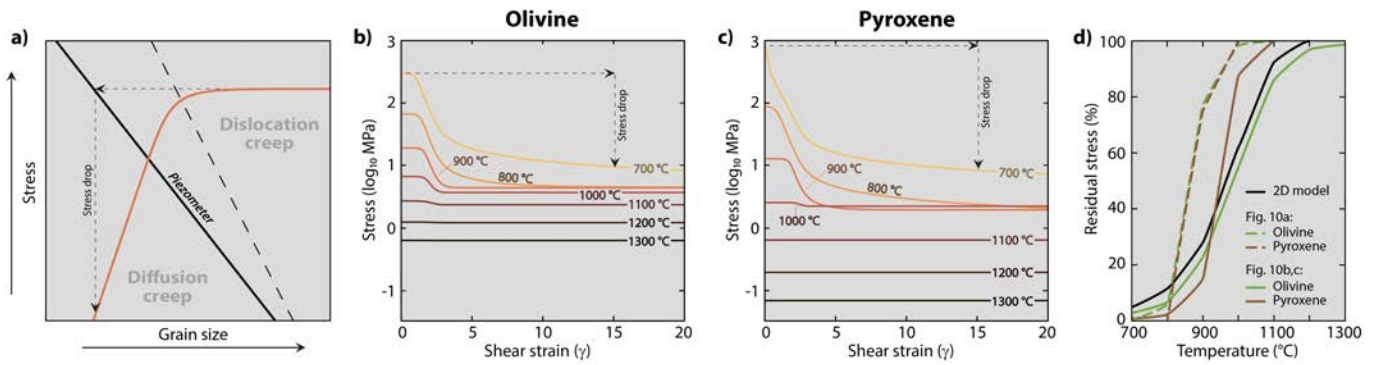 a)
Stress
Stress drop
Piezometer
Dislocation
creep
Diffusion
creep
Grain size
Olivine
b)
Stress (log₁₀ MPa)
3
2
1
0
-1
Stress drop
900 °C
800 °C
700 °C
1000 °C
1100 °C
1200 °C
1300 °C
0
5
10
15
20
Shear strain (γ)
Pyroxene
c)
Stress (log₁₀ MPa)
3
2
1
0
-1
Stress drop
900 °C
800 °C
700 °C
1000 °C
1100 °C
1200 °C
1300 °C
0
5
10
15
20
Shear strain (γ)
d)
Residual stress (%)
100
80
60
40
20
0
2D model
Fig. 10a:
Olivine
Pyroxene
Fig. 10b,c:
Olivine
Pyroxene
700
900
1100
1300
Temperature (°C)